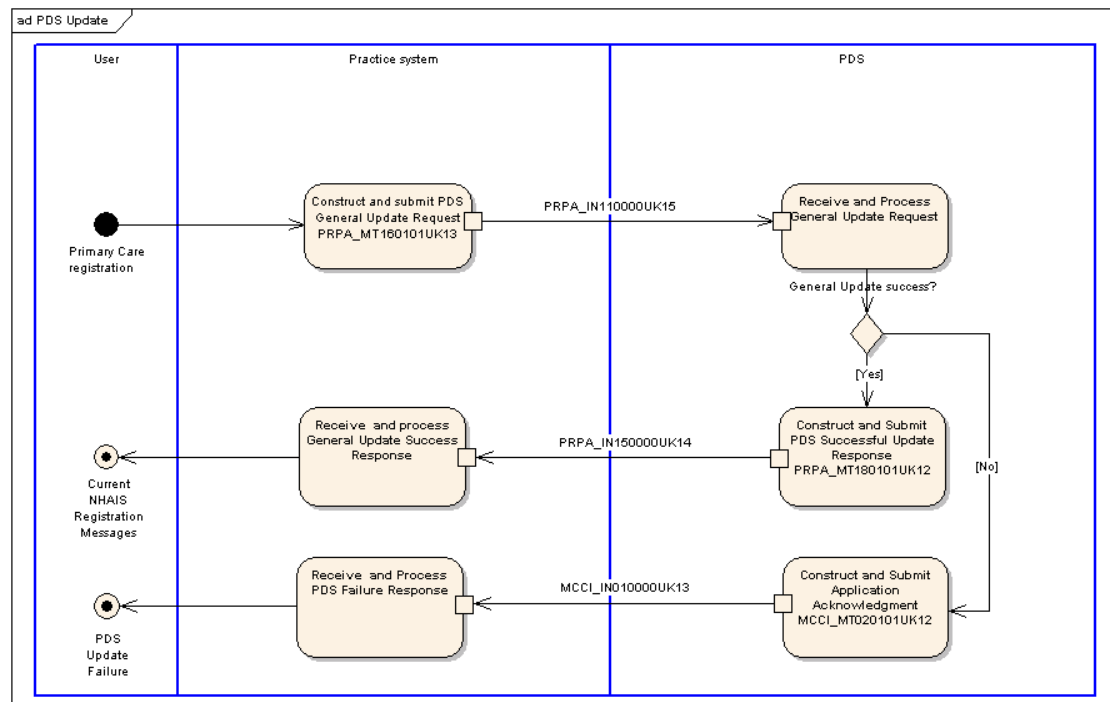 ad PDS Update
User
Practice system
PDS
Construct and submit PDS
General Update Request
PRPA_MT160101UK13
PRPA_IN110000UK15
Receive and Process
General Update Request
Primary Care
registration
General Update success?
[Yes]
[No]
Receive and process
General Update Success
Response
PRPA_IN150000UK14
Construct and Submit
PDS Successful Update
Response
PRPA_MT180101UK12
Current
NHAIS
Registration
Messages
Receive and Process
PDS Failure Response
MCCI_IN010000UK13
Construct and Submit
Application
Acknowledgment
MCCI_MT020101UK12
PDS
Update
Failure